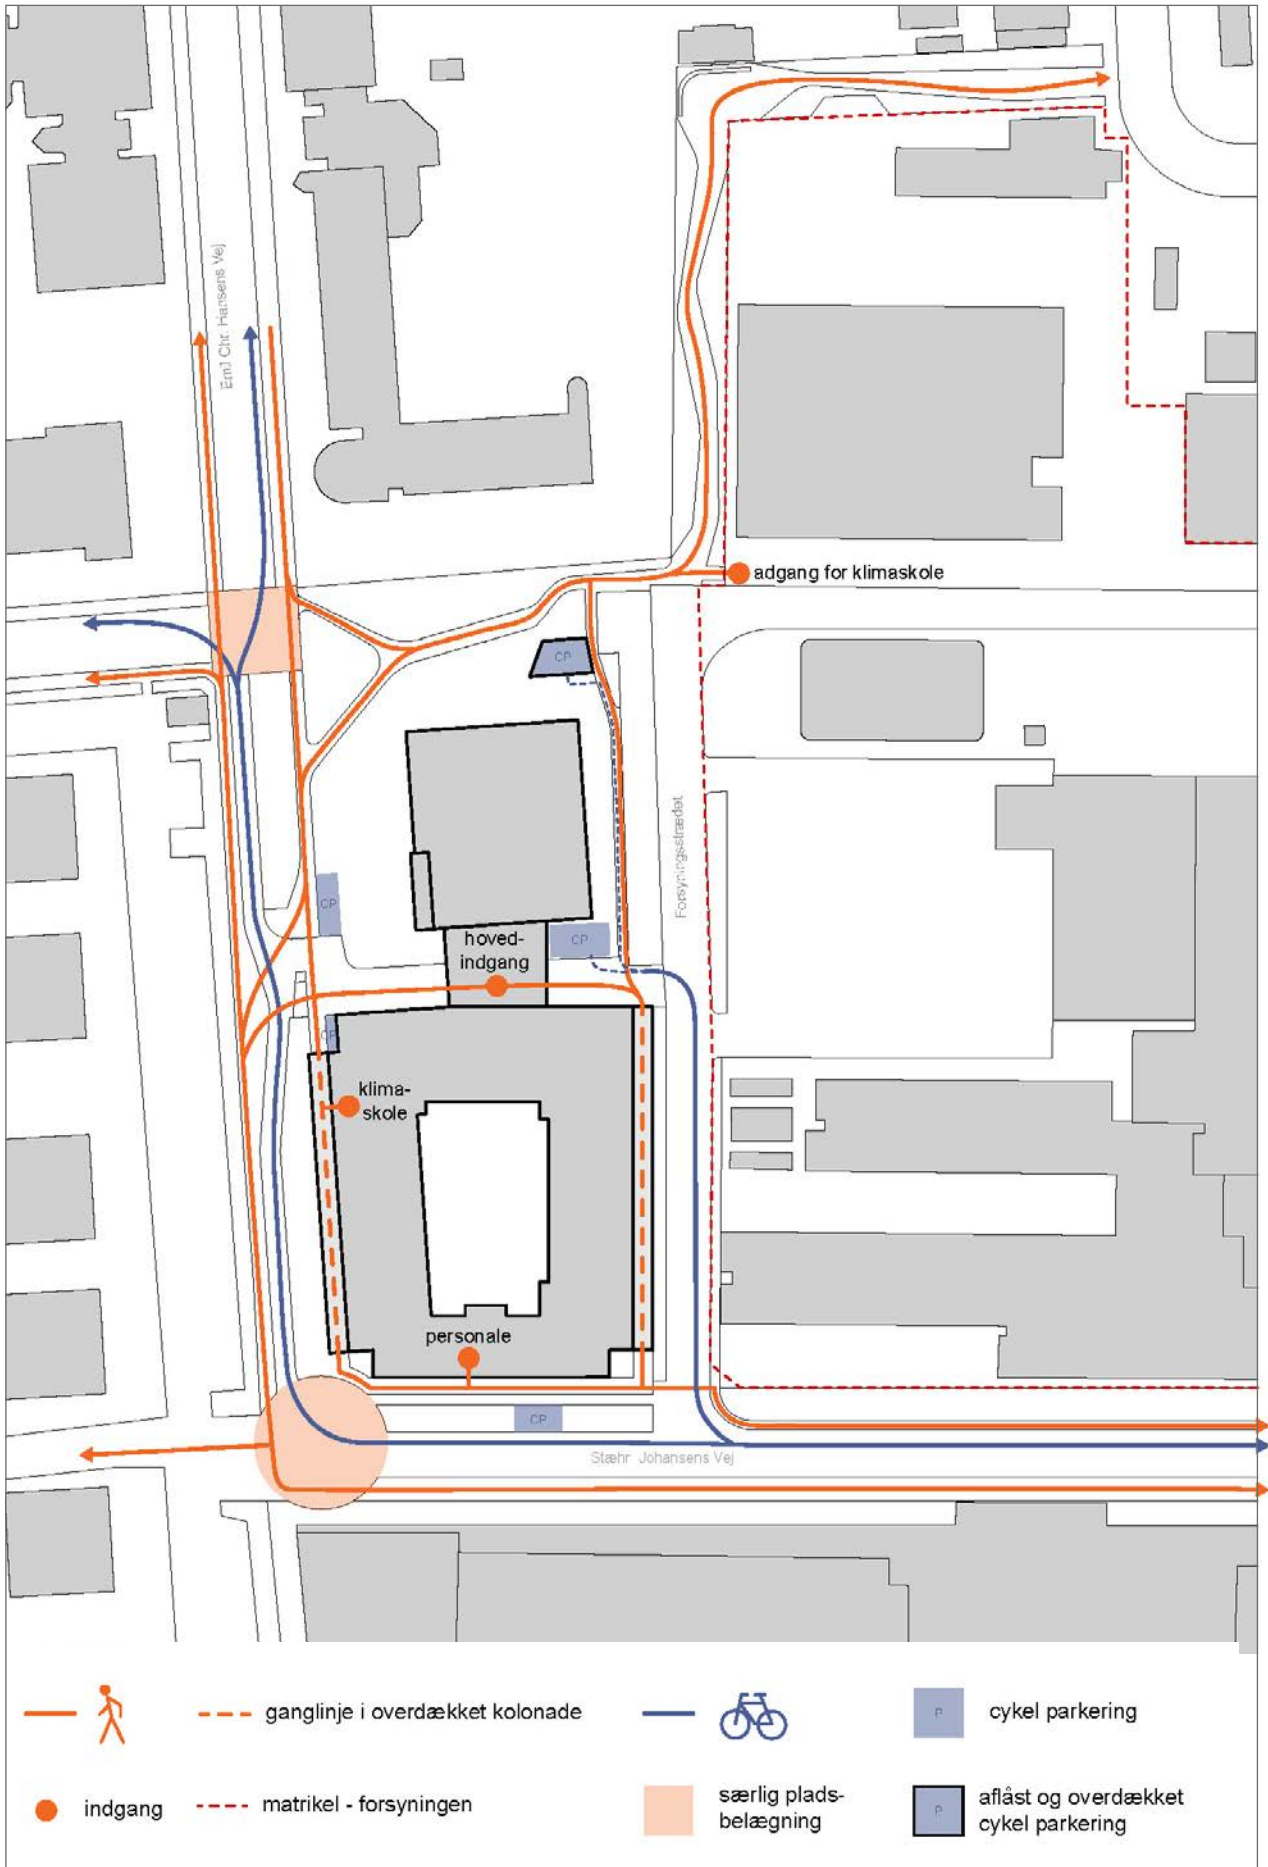 Emil Chr. Hansens Vej
adgang for klimaskole
CP
Forsyningsstrædet
CP
CP
hoved-
indgang
CP
klima-
skole
personale
CP
Stæhr Johansens Vej
ganglinje i overdækket kolonade
P
cykel parkering
indgang
matrikel - forsyningen
særlig plads-
belægning
P
aflåst og overdækket
cykel parkering